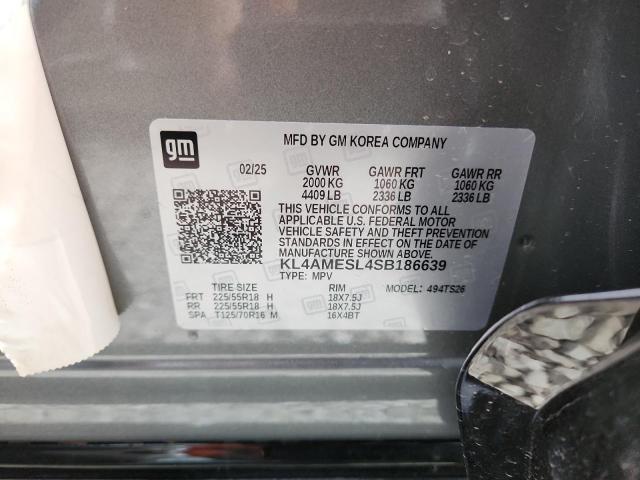 gm
MFD BY GM KOREA COMPANY
02/25 GVWR GAWR FRT GAWR RR
2000 KG 1060 KG 1060 KG
4409 LB 2336 LB 2336 LB
THIS VEHICLE CONFORMS TO ALL
APPLICABLE U.S. FEDERAL MOTOR
VEHICLE SAFETY AND THEFT PREVENTION
STANDARDS IN EFFECT ON THE DATE OF
MANUFACTURE SHOWN ABOVE.
KL4AMESL4SB186639
TYPE: MPV MODEL: 494TS26
TIRE SIZE RIM
FRT 225/55R18 H 18X7.5J
RR 225/55R18 H 18X7.5J
SPA T125/70R16 M 16X4BT